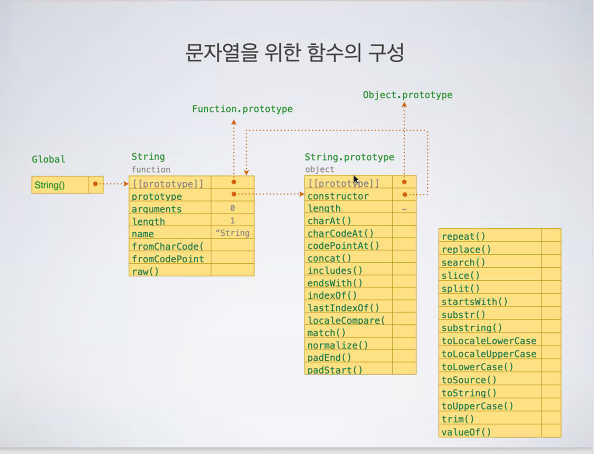 문자열을 위한 함수의 구성
Object.prototype
Function.prototype
Global
String()
String
function
[[prototype]]
prototype
arguments 0
length 1
name "String
fromCharCode(
fromCodePoint
raw()
String.prototype
object
[[prototype]]
constructor
length …
charAt()
charCodeAt()
codePointAt()
concat()
includes()
endsWith()
indexOf()
lastIndexOf()
localeCompare(
match()
normalize()
padEnd()
padStart()
repeat()
replace()
search()
slice()
split()
startsWith()
substr()
substring()
toLocaleLowerCase
toLocaleUpperCase
toLowerCase()
toSource()
toString()
toUpperCase()
trim()
valueOf()